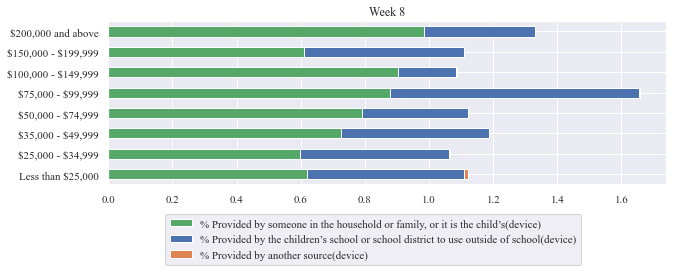 Week 8
$200,000 and above
$150,000 - $199,999
$100,000 - $149,999
$75,000 - $99,999
$50,000 - $74,999
$35,000 - $49,999
$25,000 - $34,999
Less than $25,000
0.0 0.2 0.4 0.6 0.8 1.0 1.2 1.4 1.6
% Provided by someone in the household or family, or it is the child’s(device)
% Provided by the children’s school or school district to use outside of school(device)
% Provided by another source(device)